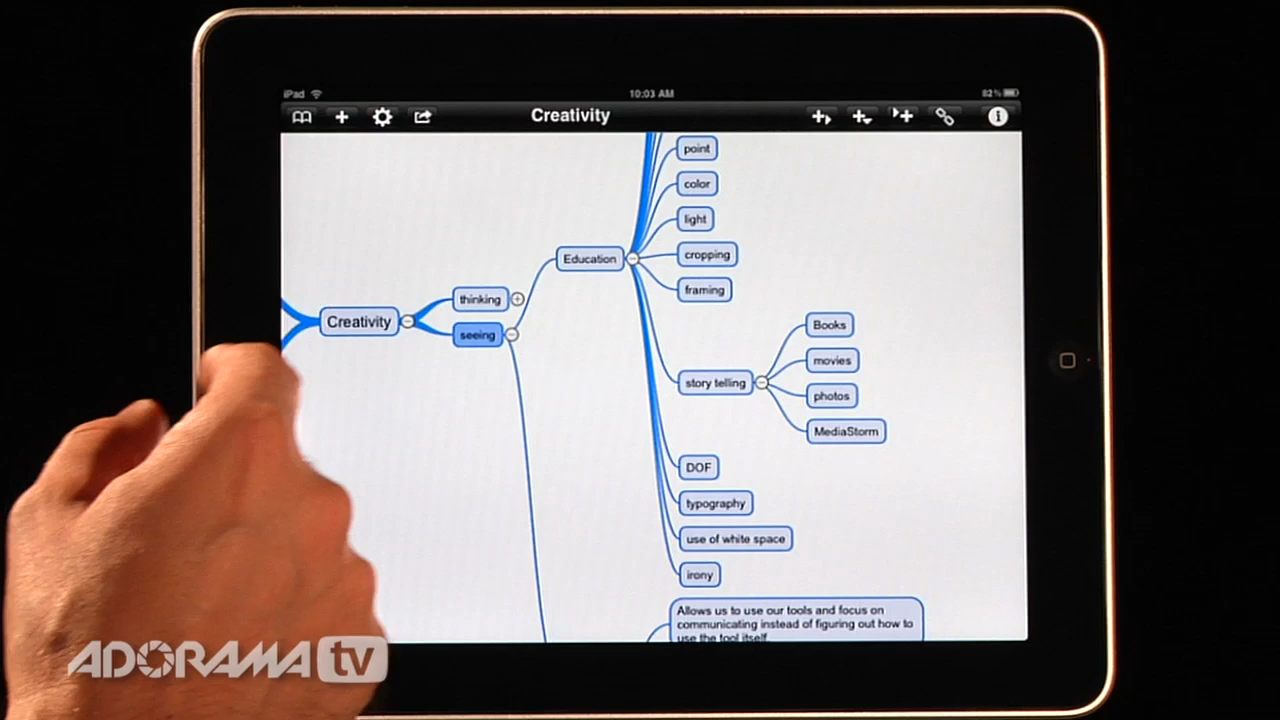 iPad
10:03 AM
82%
Creativity
point
color
light
Education
cropping
framing
thinking
Creativity
seeing
Books
movies
story telling
photos
MediaStorm
DOF
typography
use of white space
irony
Allows us to use our tools and focus on
communicating instead of figuring out how to
use the tool itself
ADORAMA tv